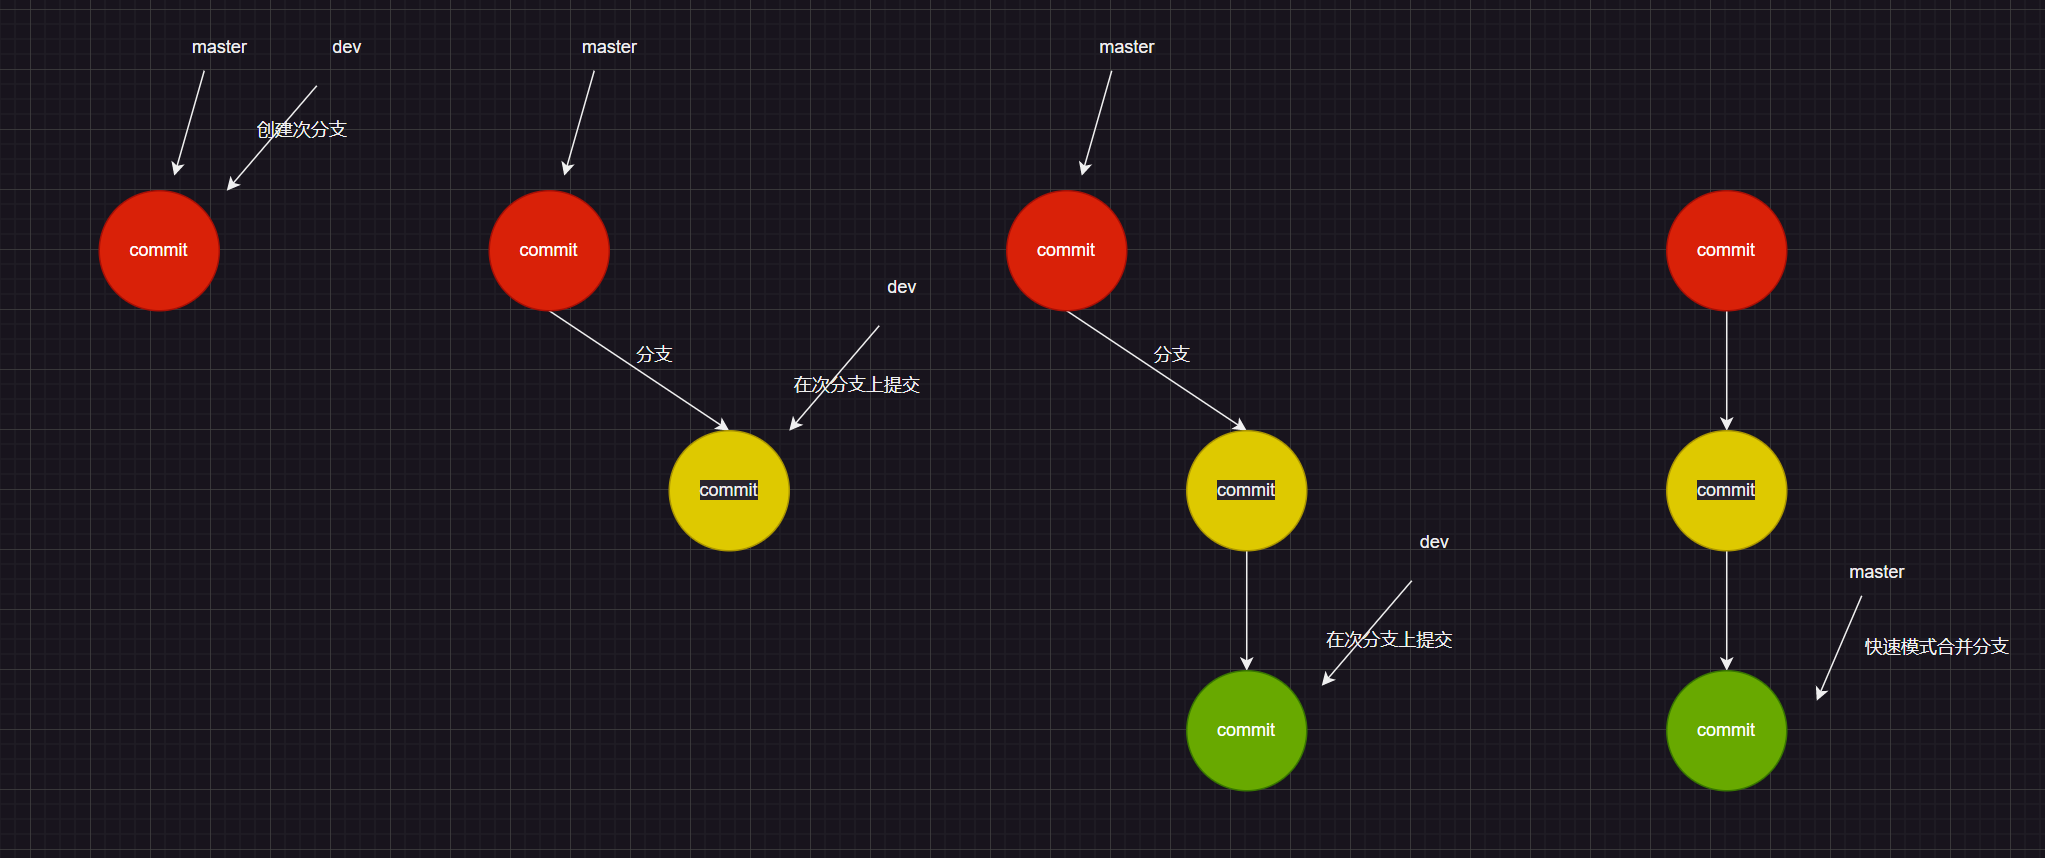 master
dev
创建次分支
commit
master
commit
分支
dev
在次分支上提交
commit
master
commit
分支
commit
dev
在次分支上提交
commit
commit
commit
master
快速模式合并分支
commit